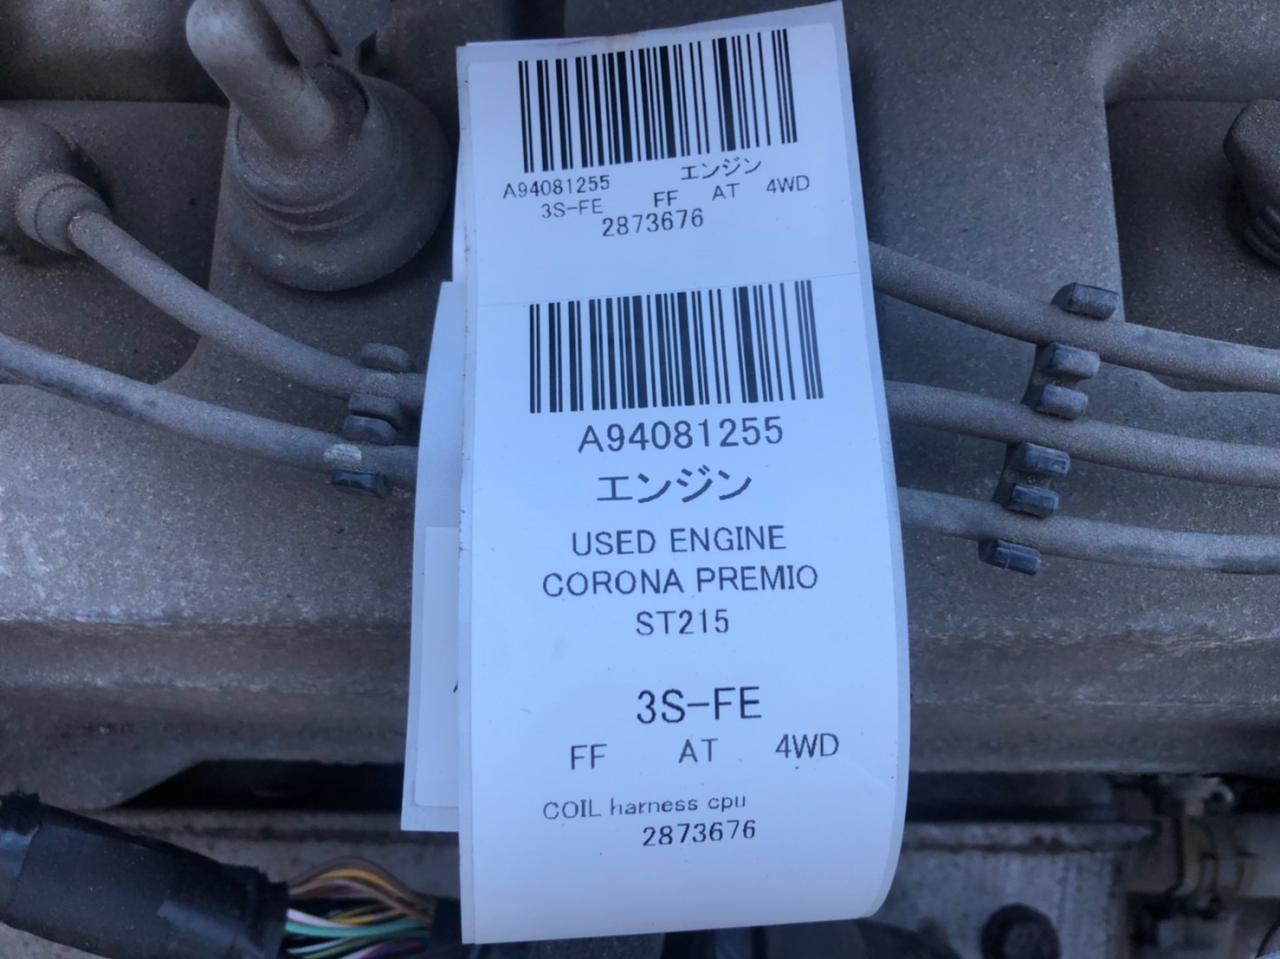 A94081255 エンジン
3S-FE FF AT 4WD
2873676
A94081255
エンジン
USED ENGINE
CORONA PREMIO
ST215
3S-FE
FF AT 4WD
COIL harness cpu
2873676